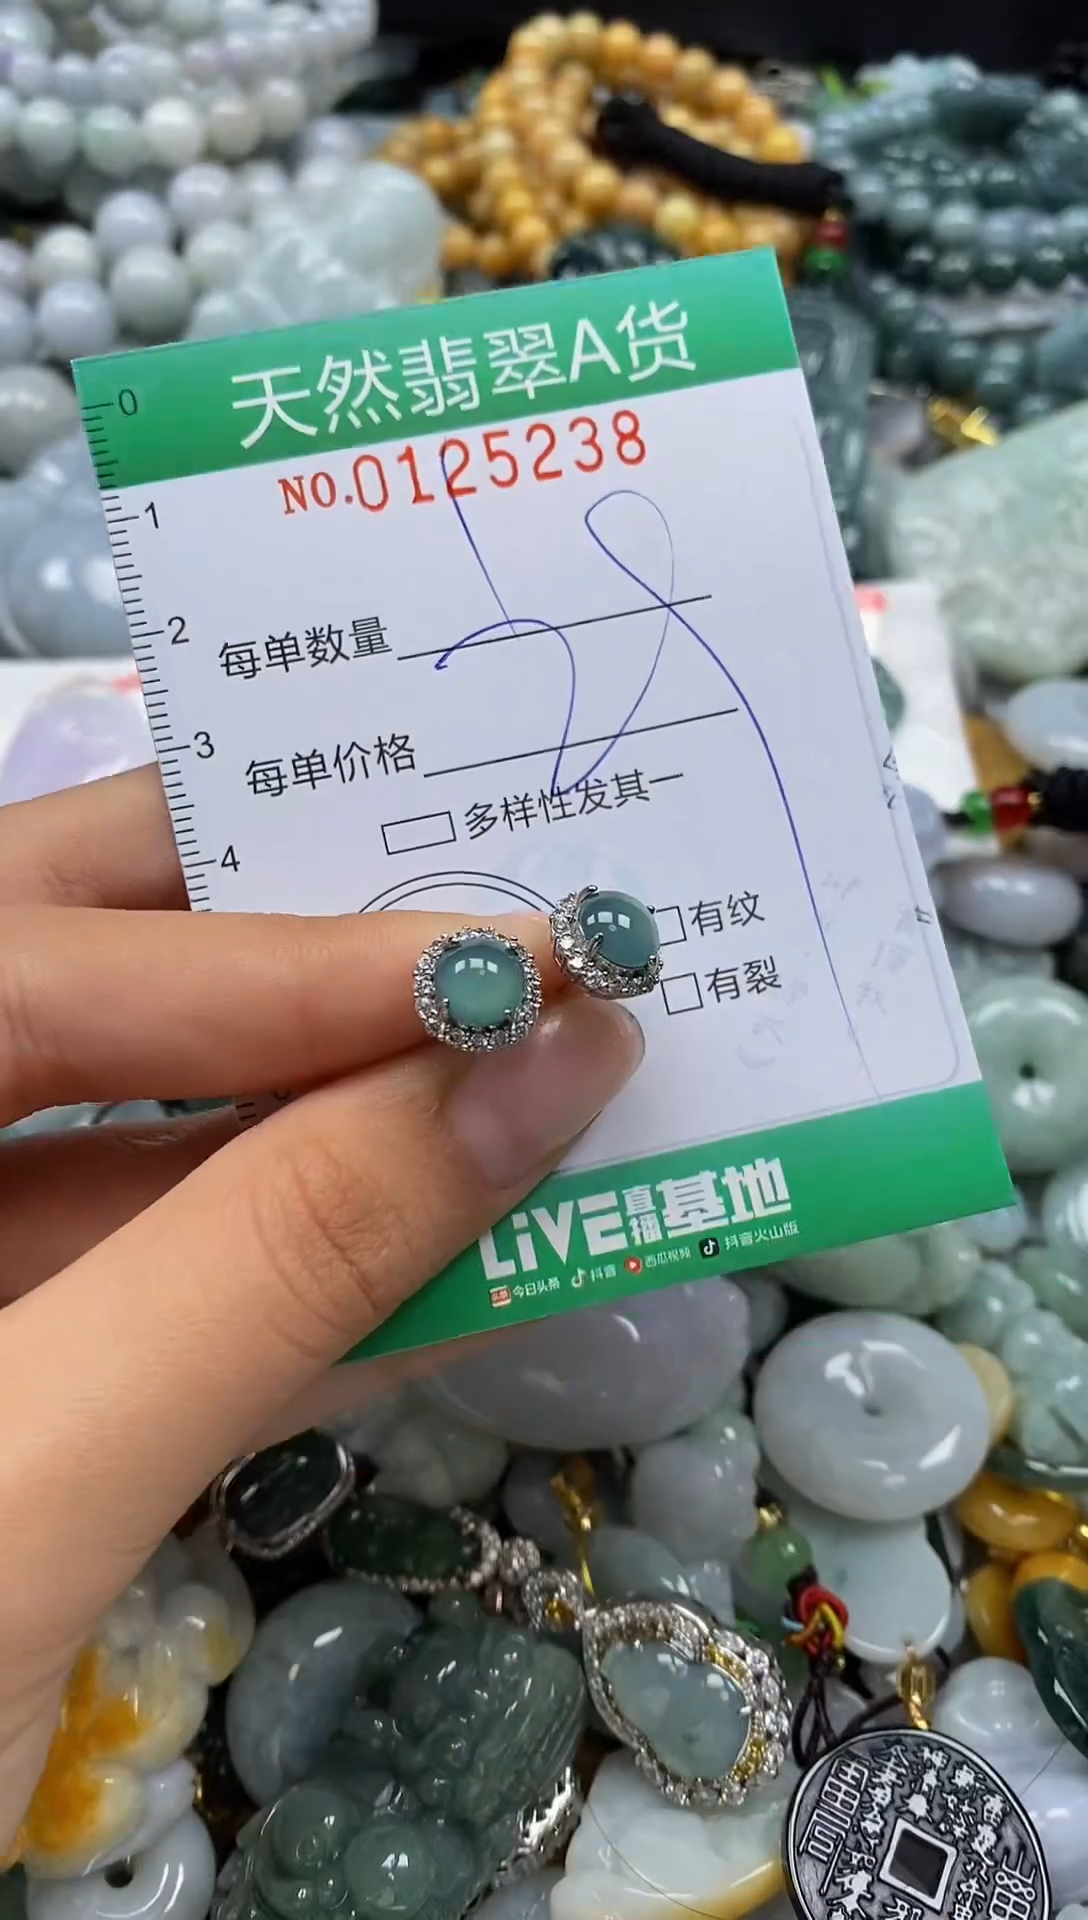 天然翡翠A货
NO.0125238
0
1
2
3
4
每单数量
每单价格
多样性发其一
有纹
有裂
LiVE直播基地
今日头条 抖音 西瓜视频 抖音火山版